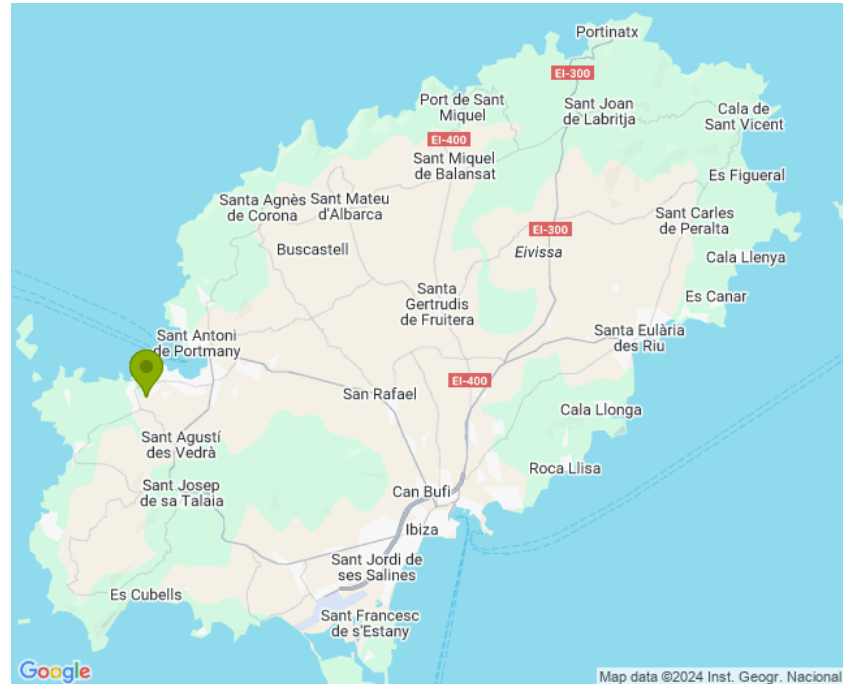 Portinatx
EI-300
Port de Sant
Miquel
Sant Joan
de Labritja
Cala de
Sant Vicent
EI-400
Sant Miquel
de Balansat
Es Figueral
Santa Agnès
de Corona
Sant Mateu
d'Albarca
Sant Carles
de Peralta
EI-300
Buscastell
Eivissa
Cala Llenya
Santa
Gertrudis
de Fruitera
Es Canar
Sant Antoni
de Portmany
Santa Eulària
des Riu
EI-400
San Rafael
Cala Llonga
Sant Agustí
des Vedrà
Roca Llisa
Sant Josep
de sa Talaia
Can Bufi
Ibiza
Sant Jordi de
ses Salines
Es Cubells
Sant Francesc
de s'Estany
Google
Map data ©2024 Inst. Geogr. Nacional